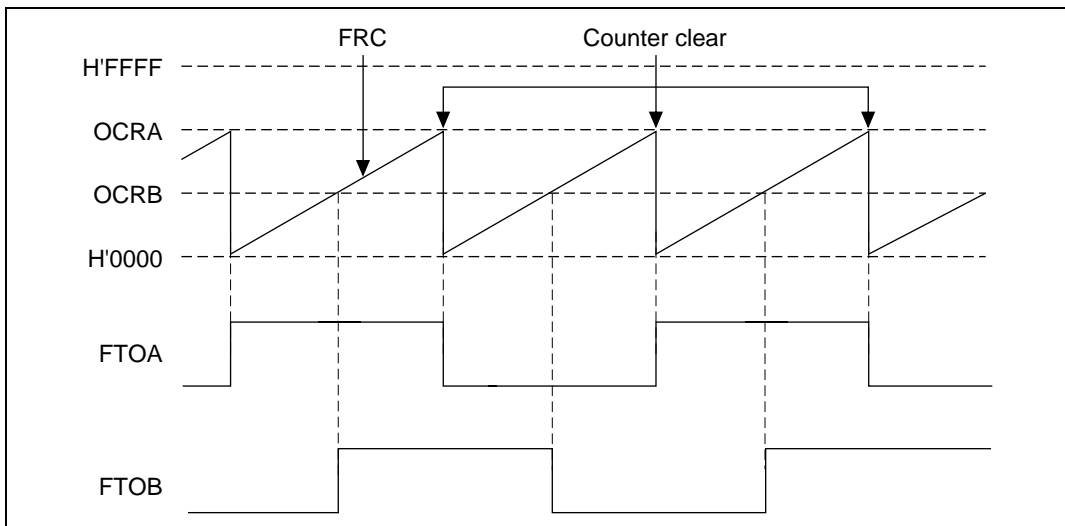 FRC
Counter clear
H'FFFF
OCRA
OCRB
H'0000
FTOA
FTOB